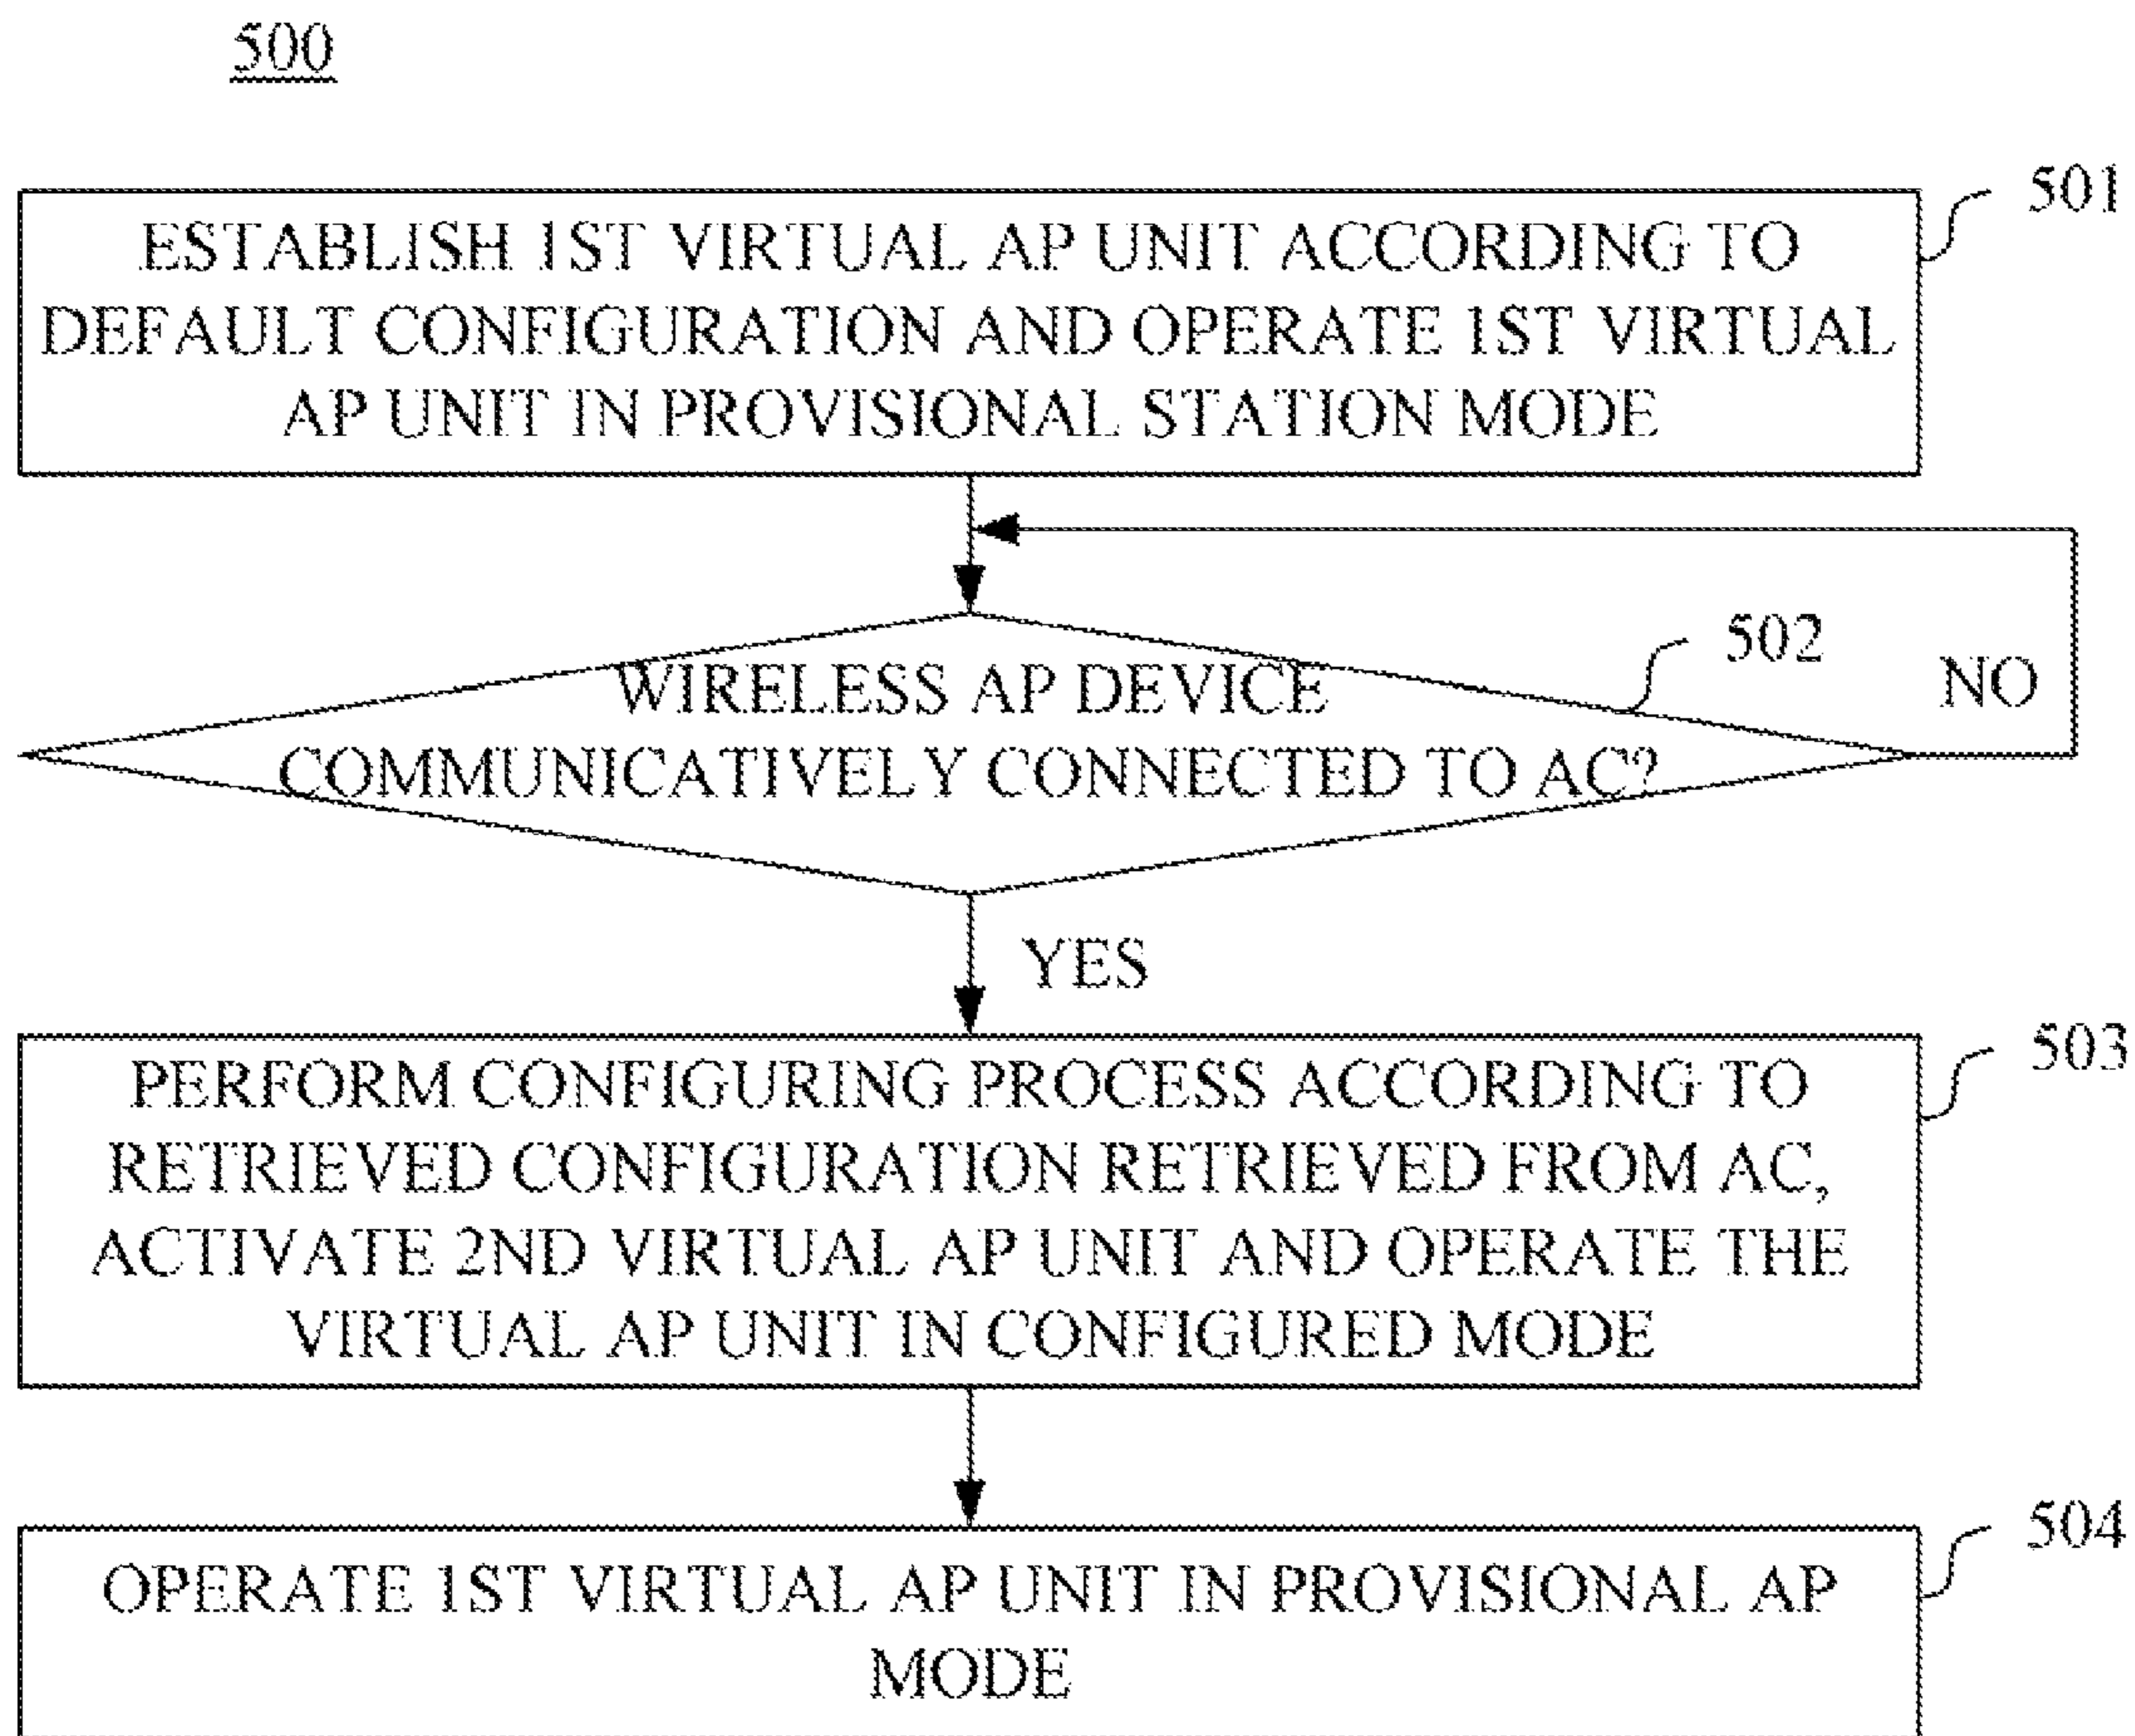 500
501
ESTABLISH 1ST VIRTUAL AP UNIT ACCORDING TO
DEFAULT CONFIGURATION AND OPERATE 1ST VIRTUAL
AP UNIT IN PROVISIONAL STATION MODE
502
NO
WIRELESS AP DEVICE
COMMUNICATIVELY CONNECTED TO AC?
YES
503
PERFORM CONFIGURING PROCESS ACCORDING TO
RETRIEVED CONFIGURATION RETRIEVED FROM AC,
ACTIVATE 2ND VIRTUAL AP UNIT AND OPERATE THE
VIRTUAL AP UNIT IN CONFIGURED MODE
504
OPERATE 1ST VIRTUAL AP UNIT IN PROVISIONAL AP
MODE